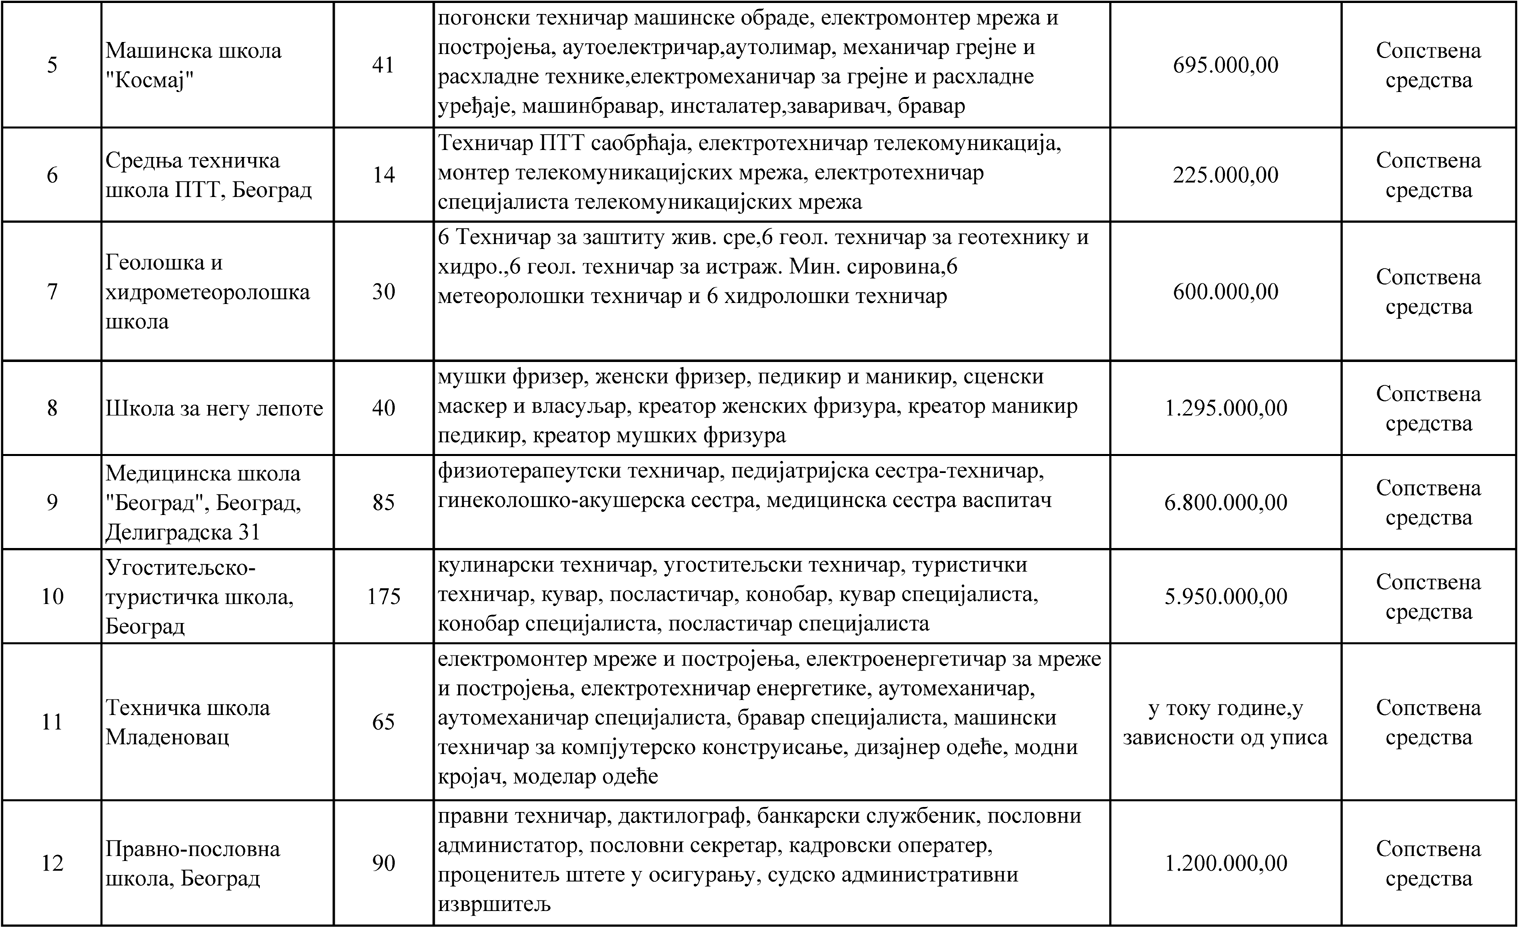 5
Машинска школа
"Космај"
41
погонски техничар машинске обраде, електромонтер мрежа и
постројења, аутоелектричар,аутолимар, механичар грејне и
расхладне технике,електромеханичар за грејне и расхладне
уређаје, машинбравар, инсталатер,заваривач, бравар
695.000,00
Сопствена
средства
6
Средња техничка
школа ПТТ, Београд
14
Техничар ПТТ саобрћаја, електротехничар телекомуникација,
монтер телекомуникацијских мрежа, електротехничар
специјалиста телекомуникацијских мрежа
225.000,00
Сопствена
средства
7
Геолошка и
хидрометеоролошка
школа
30
6 Техничар за заштиту жив. сре,6 геол. техничар за геотехнику и
хидро.,6 геол. техничар за истраж. Мин. сировина,6
метеоролошки техничар и 6 хидролошки техничар
600.000,00
Сопствена
средства
8
Школа за негу лепоте
40
мушки фризер, женски фризер, педикир и маникир, сценски
маскер и власуљар, креатор женских фризура, креатор маникир
педикир, креатор мушких фризура
1.295.000,00
Сопствена
средства
9
Медицинска школа
"Београд", Београд,
Делиградска 31
85
физиотерапеутски техничар, педијатријска сестра-техничар,
гинеколошко-акушерска сестра, медицинска сестра васпитач
6.800.000,00
Сопствена
средства
10
Угоститељско-
туристичка школа,
Београд
175
кулинарски техничар, угоститељски техничар, туристички
техничар, кувар, посластичар, конобар, кувар специјалиста,
конобар специјалиста, посластичар специјалиста
5.950.000,00
Сопствена
средства
11
Техничка школа
Младеновац
65
електромонтер мреже и постројења, електроенергетичар за мреже
и постројења, електротехничар енергетике, аутомеханичар,
аутомеханичар специјалиста, бравар специјалиста, машински
техничар за компјутерско конструисање, дизајнер одеће, модни
кројач, моделар одеће
у току године,у
зависности од уписа
Сопствена
средства
12
Правно-пословна
школа, Београд
90
правни техничар, дактилограф, банкарски службеник, пословни
администатор, пословни секретар, кадровски оператер,
проценитељ штете у осигурању, судско административни
извршитељ
1.200.000,00
Сопствена
средства